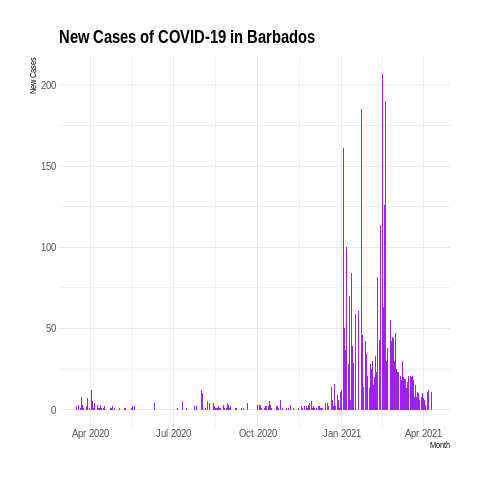 New Cases of COVID-19 in Barbados
New Cases
200
150
100
50
0
Apr 2020 Jul 2020 Oct 2020 Jan 2021 Apr 2021
Month